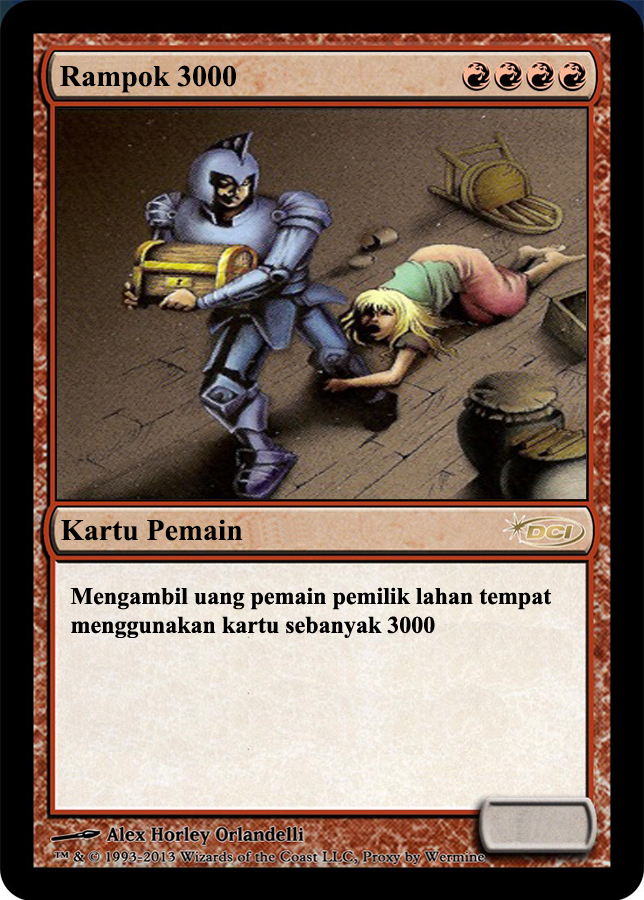 Rampok 3000
Kartu Pemain
DCI
Mengambil uang pemain pemilik lahan tempat
menggunakan kartu sebanyak 3000
Alex Horley Orlandelli
™ & © 1993-2013 Wizards of the Coast LLC, Proxy by Wermine